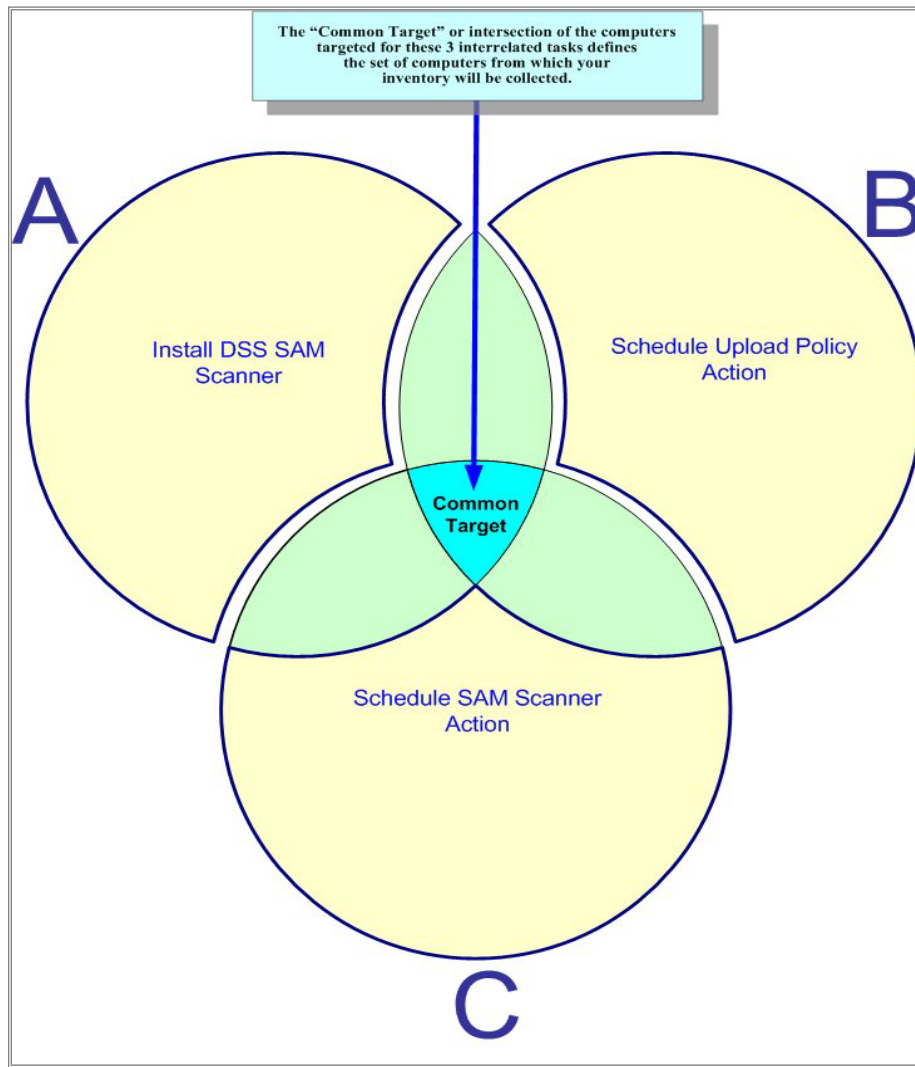 The “Common Target” or intersection of the computers
targeted for these 3 interrelated tasks defines
the set of computers from which your
inventory will be collected.
A
B
Install DSS SAM
Scanner
Schedule Upload Policy
Action
Common
Target
Schedule SAM Scanner
Action
C